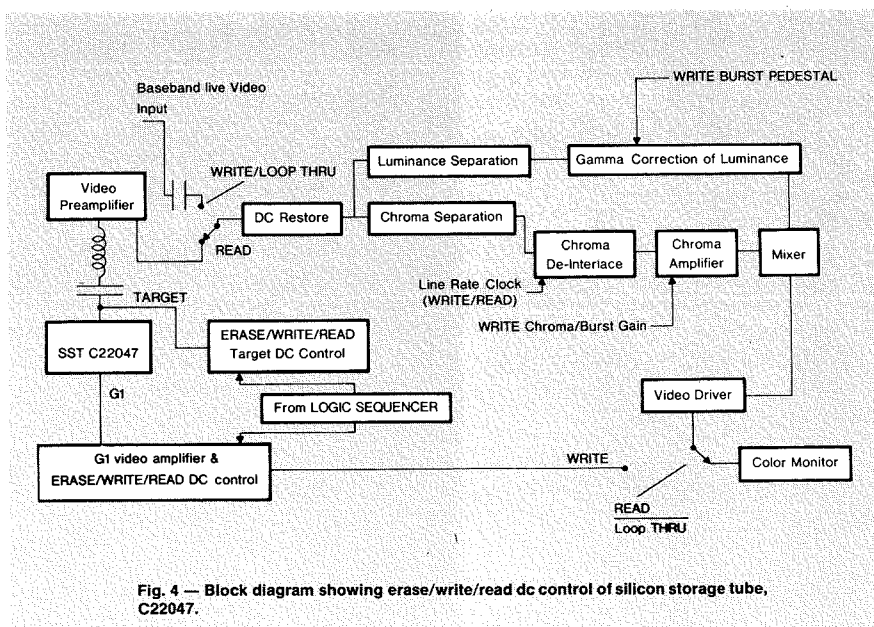 WRITE BURST PEDESTAL
Baseband live Video
Input
WRITE/LOOP THRU
Luminance Separation
Gamma Correction of Luminance
Video
Preamplifier
DC Restore
Chroma Separation
READ
Chroma
De-Interlace
Chroma
Amplifier
Mixer
Line Rate Clock
(WRITE/READ)
TARGET
WRITE Chroma/Burst Gain
SST C22047
ERASE/WRITE/READ
Target DC Control
G1
From LOGIC SEQUENCER
Video Driver
G1 video amplifier &
ERASE/WRITE/READ DC control
WRITE
Color Monitor
READ
Loop THRU
Fig. 4 — Block diagram showing erase/write/read dc control of silicon storage tube,
C22047.